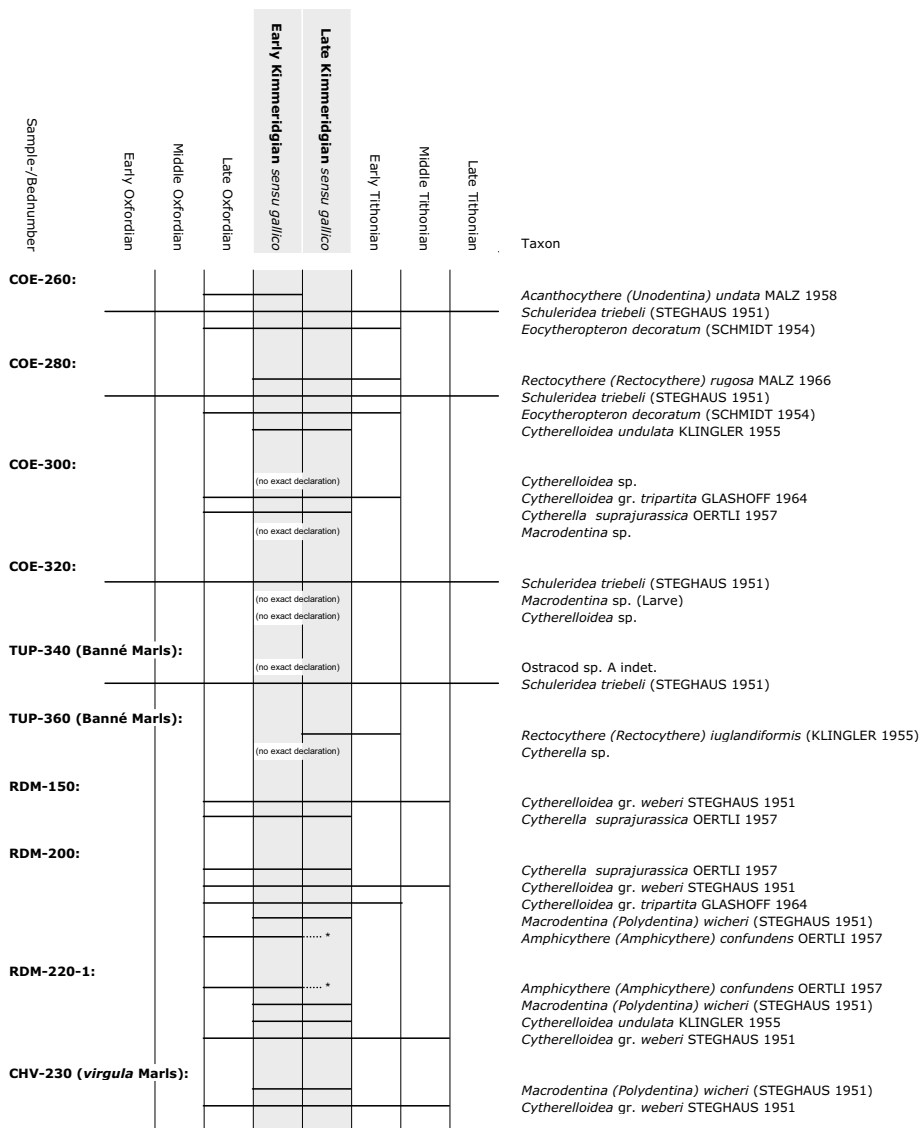 Sample-/Bednumber
Early Oxfordian
Middle Oxfordian
Late Oxfordian
Early Kimmeridgian sensu gallico
Late Kimmeridgian sensu gallico
Early Tithonian
Middle Tithonian
Late Tithonian
Taxon
COE-260:
Acanthocythere (Unodentina) undata MALZ 1958
Schuleridea triebeli (STEGHAUS 1951)
Eocytheropteron decoratum (SCHMIDT 1954)
COE-280:
Rectocythere (Rectocythere) rugosa MALZ 1966
Schuleridea triebeli (STEGHAUS 1951)
Eocytheropteron decoratum (SCHMIDT 1954)
Cytherelloidea undulata KLINGLER 1955
COE-300:
(no exact declaration) Cytherelloidea sp.
Cytherelloidea gr. tripartita GLASHOFF 1964
Cytherella suprajurassica OERTLI 1957
(no exact declaration) Macrodentina sp.
COE-320:
Schuleridea triebeli (STEGHAUS 1951)
(no exact declaration) Macrodentina sp. (Larve)
(no exact declaration) Cytherelloidea sp.
TUP-340 (Banné Marls):
(no exact declaration) Ostracod sp. A indet.
Schuleridea triebeli (STEGHAUS 1951)
TUP-360 (Banné Marls):
Rectocythere (Rectocythere) iuglandiformis (KLINGLER 1955)
(no exact declaration) Cytherella sp.
RDM-150:
Cytherelloidea gr. weberi STEGHAUS 1951
Cytherella suprajurassica OERTLI 1957
RDM-200:
Cytherella suprajurassica OERTLI 1957
Cytherelloidea gr. weberi STEGHAUS 1951
Cytherelloidea gr. tripartita GLASHOFF 1964
Macrodentina (Polydentina) wicheri (STEGHAUS 1951)
* Amphicythere (Amphicythere) confundens OERTLI 1957
RDM-220-1:
* Amphicythere (Amphicythere) confundens OERTLI 1957
Macrodentina (Polydentina) wicheri (STEGHAUS 1951)
Cytherelloidea undulata KLINGLER 1955
Cytherelloidea gr. weberi STEGHAUS 1951
CHV-230 (virgula Marls):
Macrodentina (Polydentina) wicheri (STEGHAUS 1951)
Cytherelloidea gr. weberi STEGHAUS 1951